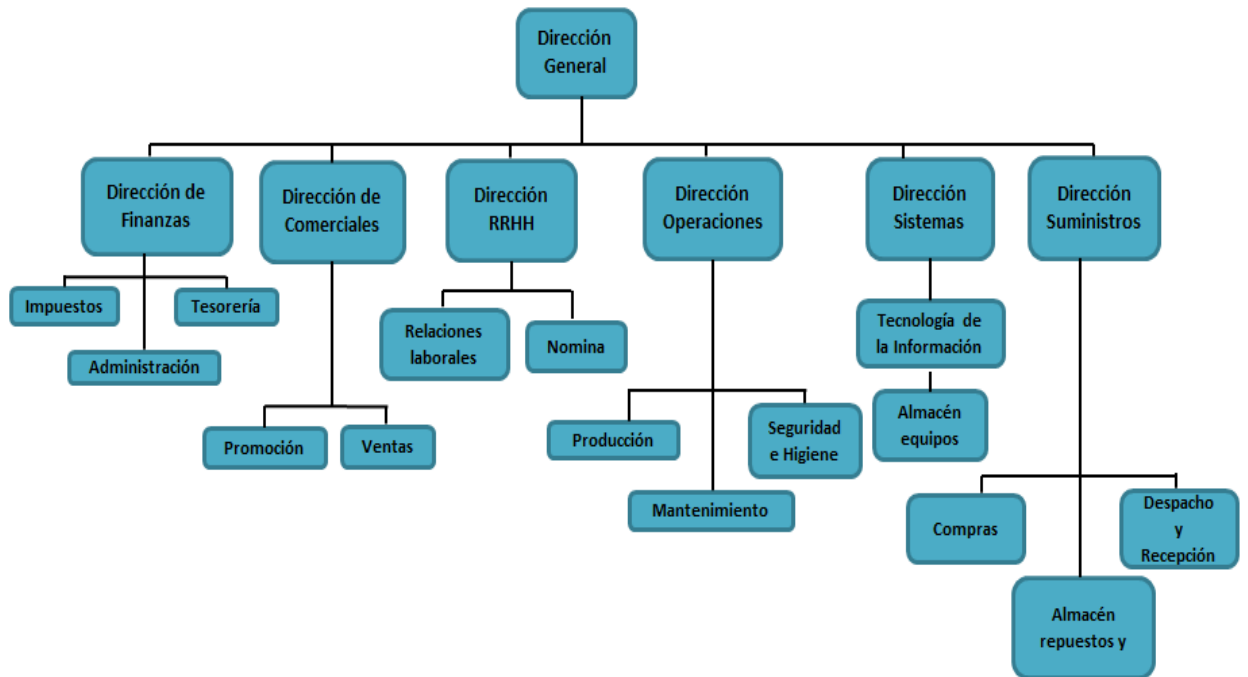 Dirección
General
Dirección de
Finanzas
Dirección de
Comerciales
Dirección
RRHH
Dirección
Operaciones
Dirección
Sistemas
Dirección
Suministros
Impuestos
Tesorería
Administración
Promoción
Ventas
Relaciones
laborales
Nomina
Producción
Seguridad
e Higiene
Mantenimiento
Tecnología de
la Información
Almacén
equipos
Compras
Despacho
y
Recepción
Almacén
repuestos y